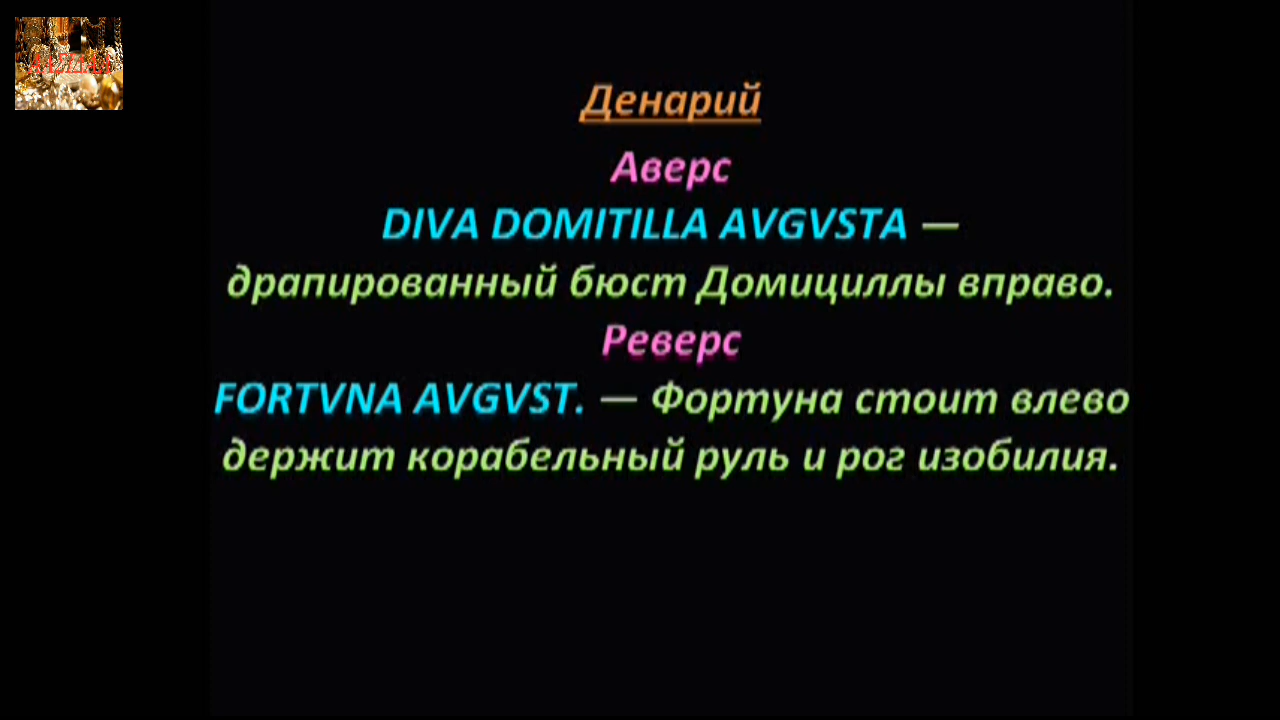 Денарий
Аверс
DIVA DOMITILLA AVGVSTA —
драпированный бюст Домициллы вправо.
Реверс
FORTVNA AVGVST. — Фортуна стоит влево
держит корабельный руль и рог изобилия.